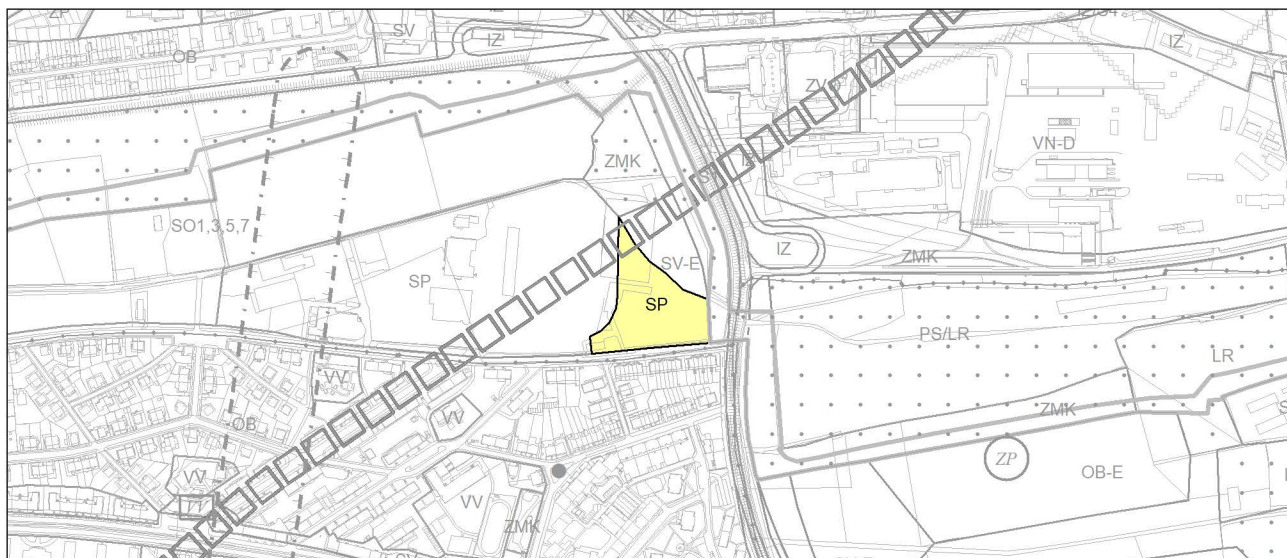 SV
IZ
IZ
OB
ZMK
VN-D
SO1,3,5,7
IZ
ZMK
SV-E
SP
SP
PS/LR
LR
VV
ZMK
VV
OB
ZP
OB-E
VV
VV
VV
ZMK